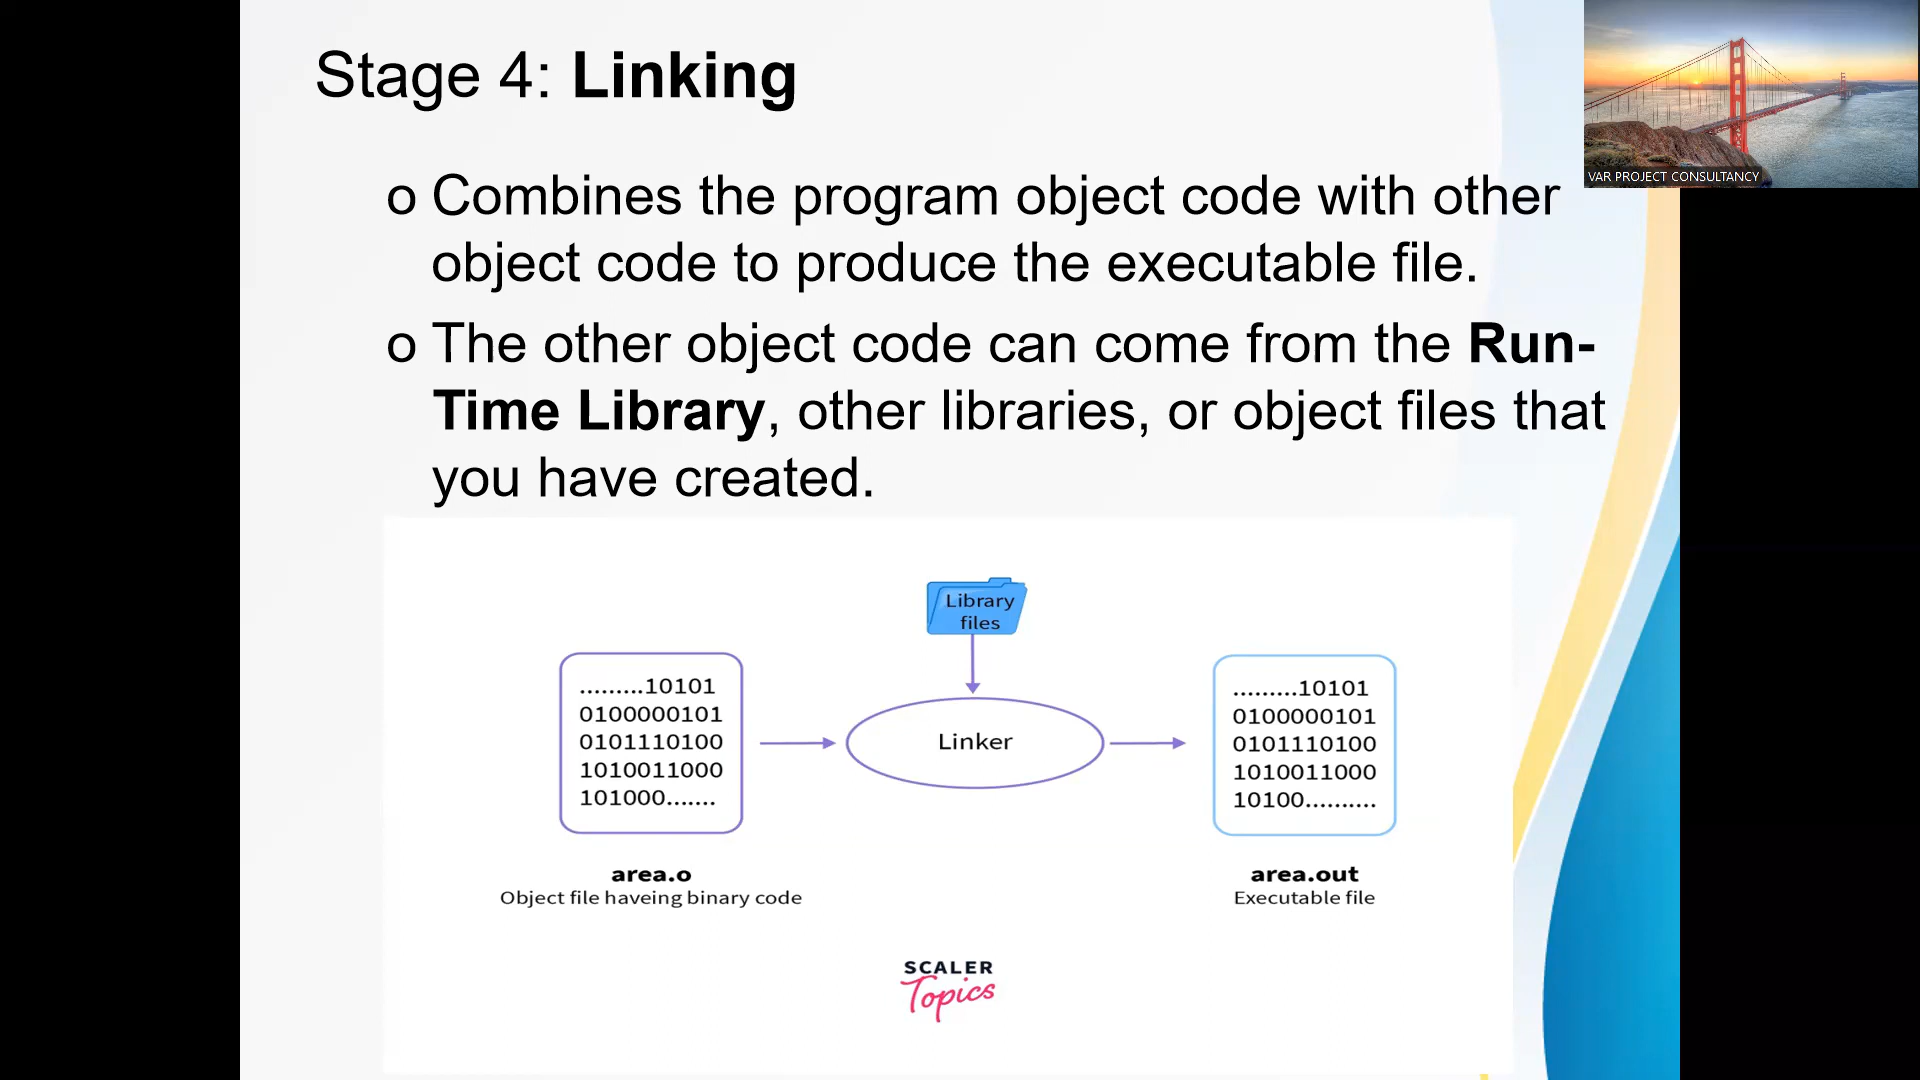 Stage 4: Linking
VAR PROJECT CONSULTANCY
o Combines the program object code with other
object code to produce the executable file.
o The other object code can come from the Run-
Time Library, other libraries, or object files that
you have created.
Library
files
.........10101
0100000101
0101110100
1010011000
101000.......
Linker
.........10101
0100000101
0101110100
1010011000
10100..........
area.o
Object file haveing binary code
area.out
Executable file
SCALER
Topics